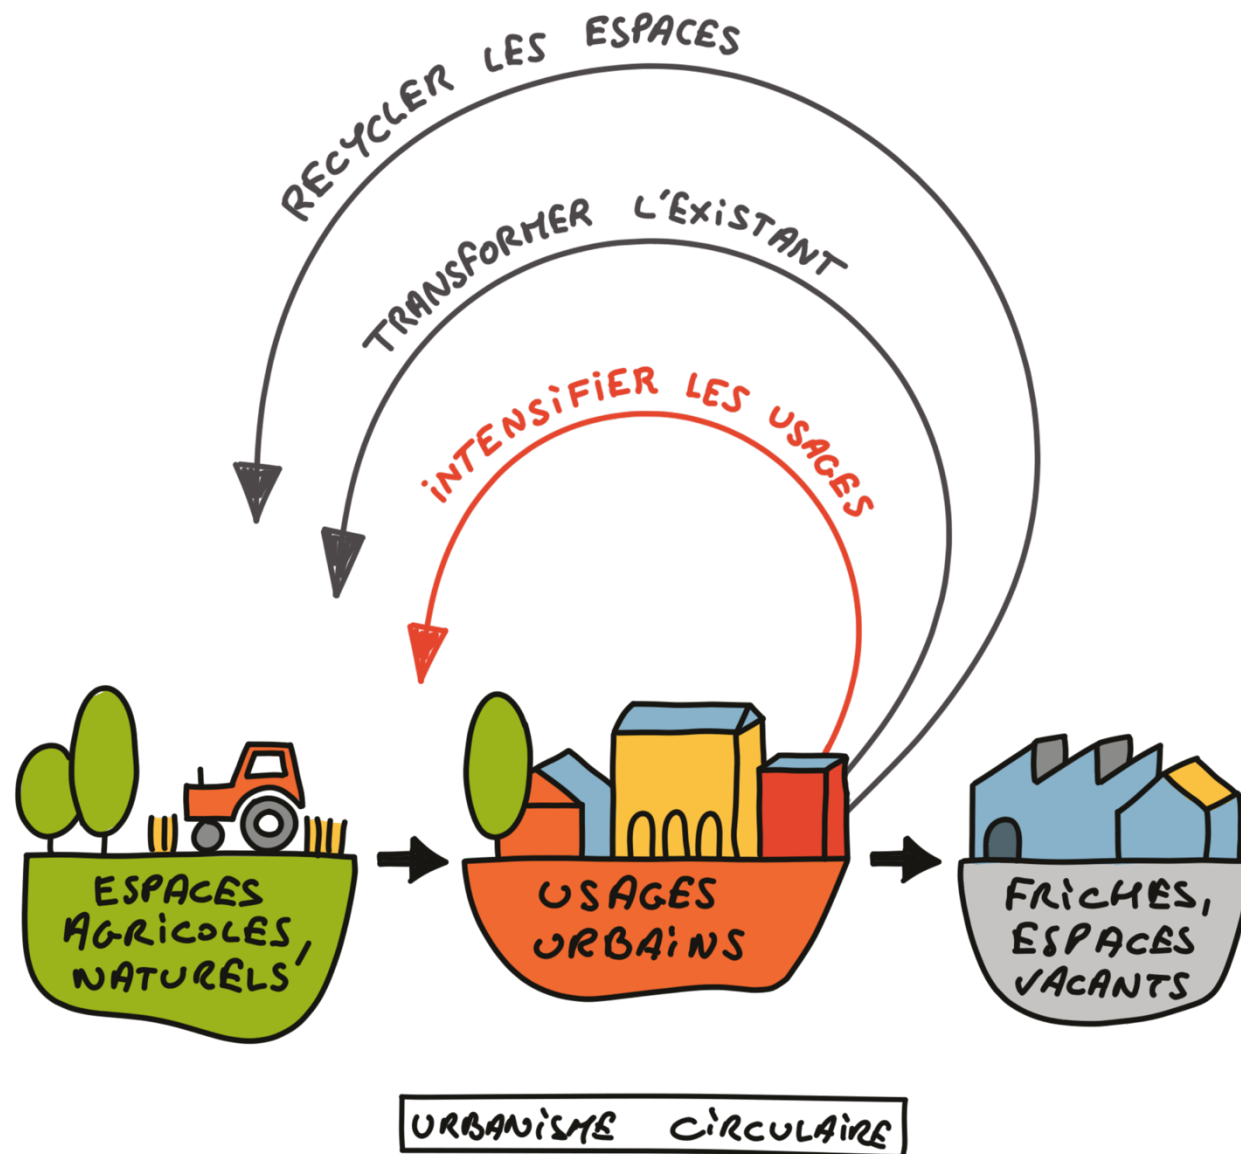 RECYCLER LES ESPACES
TRANSFORMER L'EXISTANT
INTENSIFIER LES USAGES
ESPACES
AGRICOLES,
NATURELS
USAGES
URBAINS
FRICHES,
ESPACES
VACANTS
URBANISME CIRCULAIRE